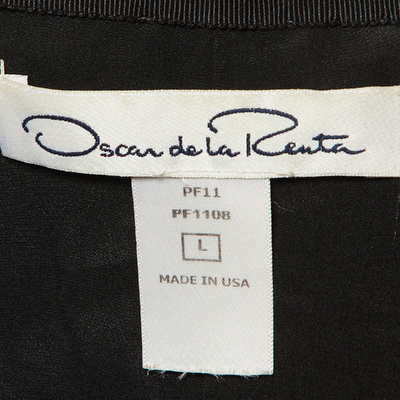 Oscar de la Renta
PF11
PF1108
L
MADE IN USA